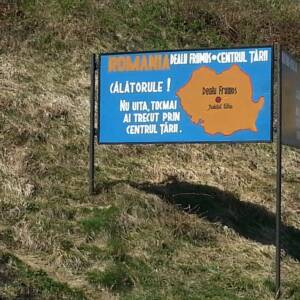 ROMANIA DEALU FRUMOS • CENTRUL ȚĂRII
CĂLĂTORULE !
NU UITA, TOCMAI
AI TRECUT PRIN
CENTRUL ȚĂRII.
Dealu Frumos
Județul Sibiu